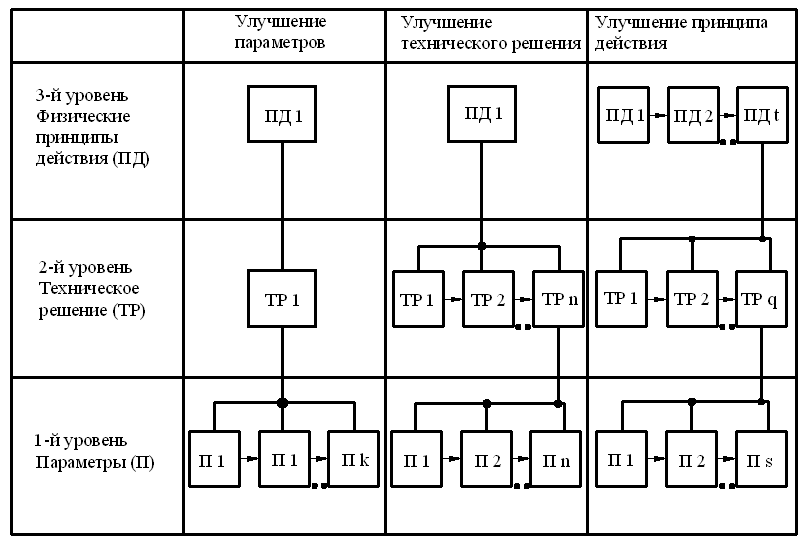 Улучшение
параметров
Улучшение
технического решения
Улучшение принципа
действия
3-й уровень
Физические
принципы
действия (ПД)
ПД 1
ПД 1
ПД 1
ПД 2
ПД t
2-й уровень
Техническое
решение (ТР)
ТР 1
ТР 1
ТР 2
ТР n
ТР 1
ТР 2
ТР q
1-й уровень
Параметры (П)
П 1
П 1
П k
П 1
П 2
П n
П 1
П 2
П s